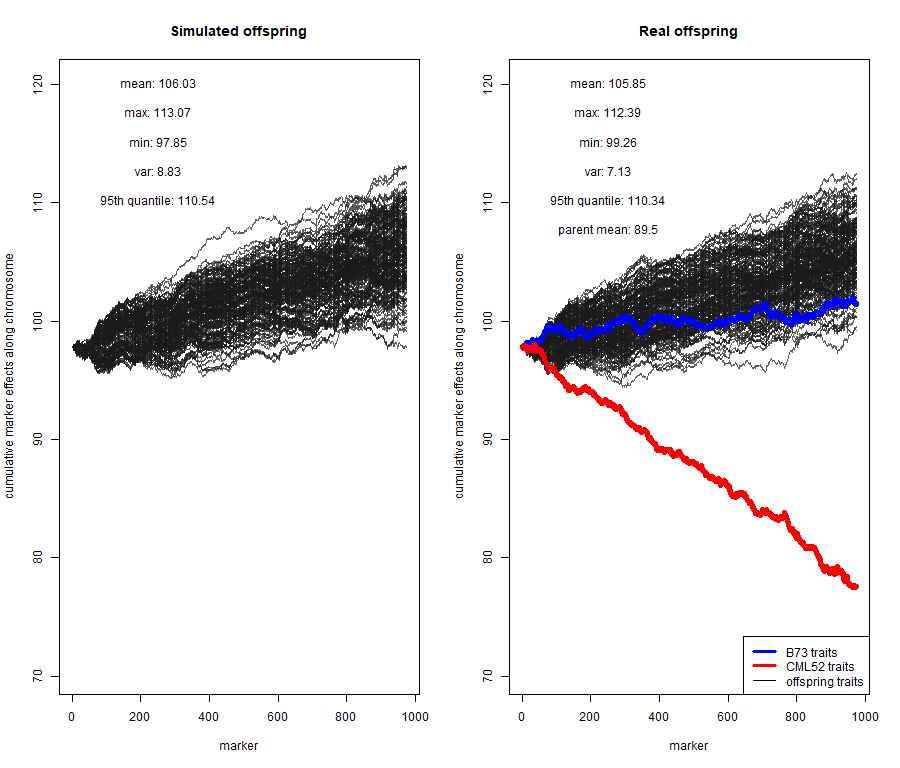 Simulated offspring
mean: 106.03
max: 113.07
min: 97.85
var: 8.83
95th quantile: 110.54
cumulative marker effects along chromosome
120
110
100
90
80
70
0 200 400 600 800 1000
marker
Real offspring
mean: 105.85
max: 112.39
min: 99.26
var: 7.13
95th quantile: 110.34
parent mean: 89.5
cumulative marker effects along chromosome
120
110
100
90
80
70
B73 traits
CML52 traits
offspring traits
0 200 400 600 800 1000
marker